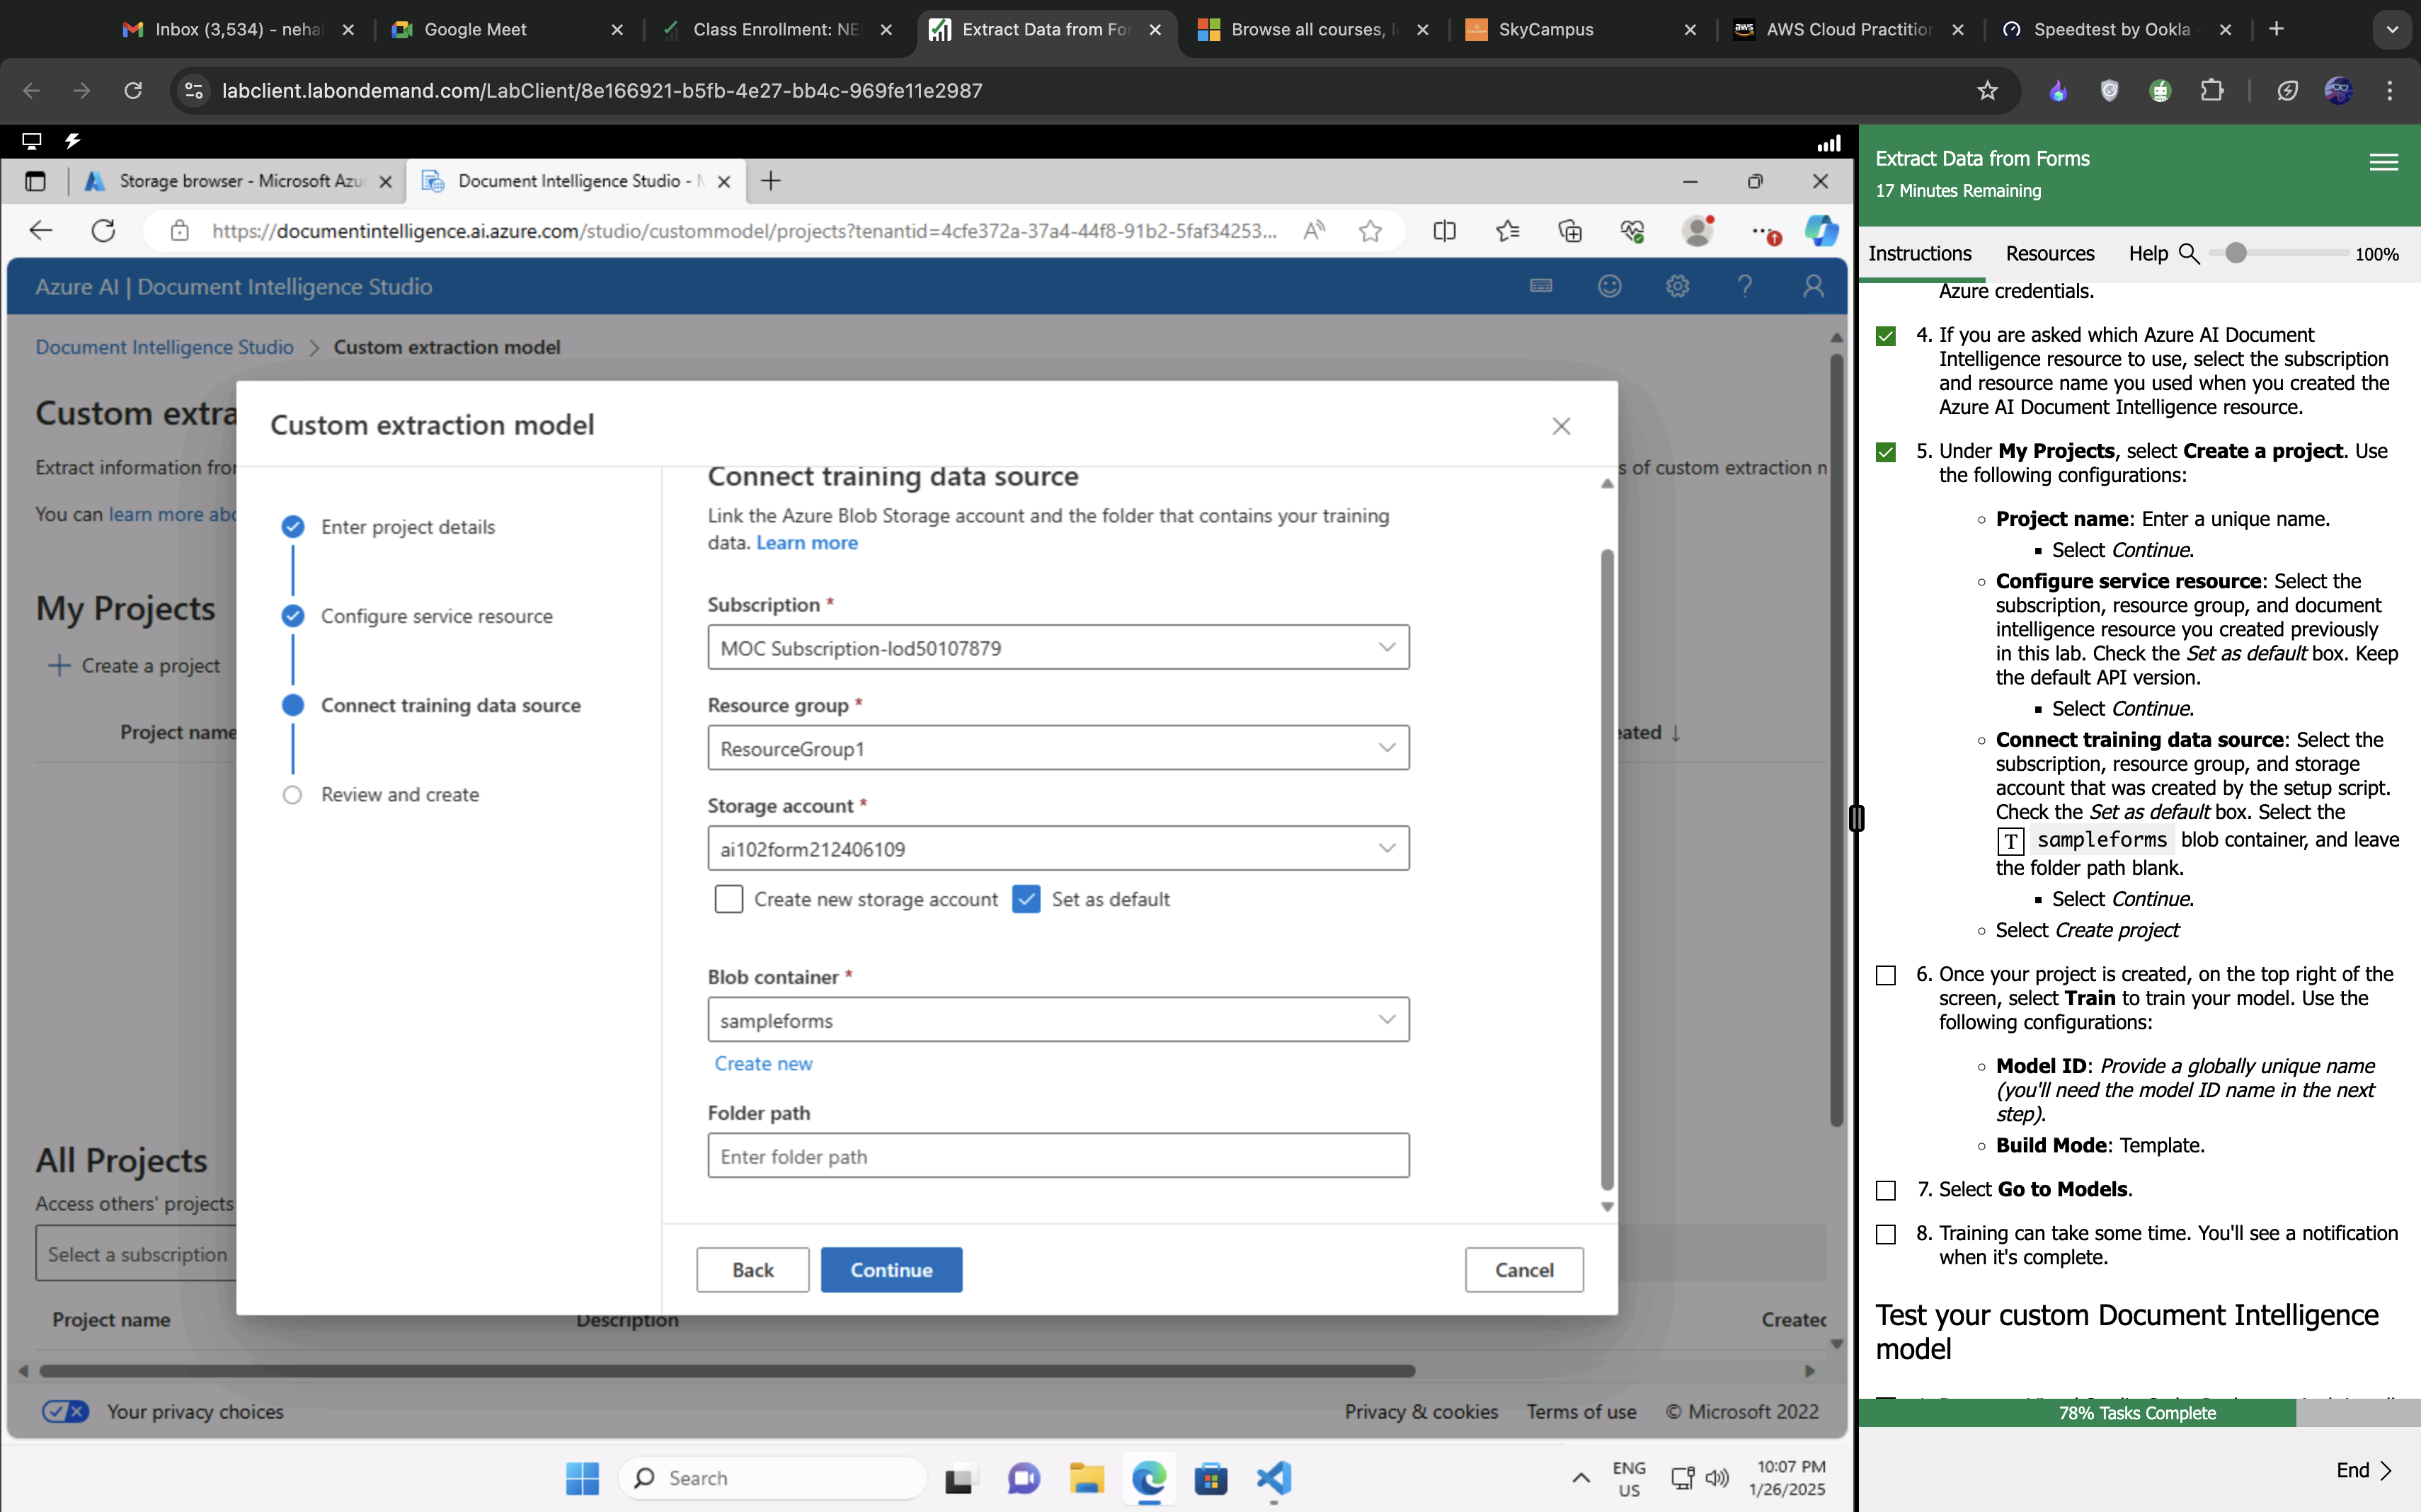 Inbox (3,534) - neha
Google Meet
Class Enrollment: NE
Extract Data from For
Browse all courses, l
SkyCampus
AWS Cloud Practition
Speedtest by Ookla -
labclient.labondemand.com/LabClient/8e166921-b5fb-4e27-bb4c-969fe11e2987
Storage browser - Microsoft Azu
Document Intelligence Studio - M
https://documentintelligence.ai.azure.com/studio/custommodel/projects?tenantid=4cfe372a-37a4-44f8-91b2-5faf34253...
Azure AI | Document Intelligence Studio
Document Intelligence Studio > Custom extraction model
Custom extra
Extract information from
s of custom extraction m
You can learn more abo
My Projects
Create a project
Project name
eated ↓
All Projects
Access others' projects
Select a subscription
Project name
Description
Created
Custom extraction model
Enter project details
Configure service resource
Connect training data source
Review and create
Connect training data source
Link the Azure Blob Storage account and the folder that contains your training
data. Learn more
Subscription *
MOC Subscription-lod50107879
Resource group *
ResourceGroup1
Storage account *
ai102form212406109
Create new storage account
Set as default
Blob container *
sampleforms
Create new
Folder path
Enter folder path
Back
Continue
Cancel
Your privacy choices
Privacy & cookies
Terms of use
© Microsoft 2022
Search
ENG
US
10:07 PM
1/26/2025
Extract Data from Forms
17 Minutes Remaining
Instructions
Resources
Help
100%
Azure credentials.
4. If you are asked which Azure AI Document
Intelligence resource to use, select the subscription
and resource name you used when you created the
Azure AI Document Intelligence resource.
5. Under My Projects, select Create a project. Use
the following configurations:
Project name: Enter a unique name.
Select Continue.
Configure service resource: Select the
subscription, resource group, and document
intelligence resource you created previously
in this lab. Check the Set as default box. Keep
the default API version.
Select Continue.
Connect training data source: Select the
subscription, resource group, and storage
account that was created by the setup script.
Check the Set as default box. Select the
T sampleforms blob container, and leave
the folder path blank.
Select Continue.
Select Create project
6. Once your project is created, on the top right of the
screen, select Train to train your model. Use the
following configurations:
Model ID: Provide a globally unique name
(you'll need the model ID name in the next
step).
Build Mode: Template.
7. Select Go to Models.
8. Training can take some time. You'll see a notification
when it's complete.
Test your custom Document Intelligence
model
78% Tasks Complete
End